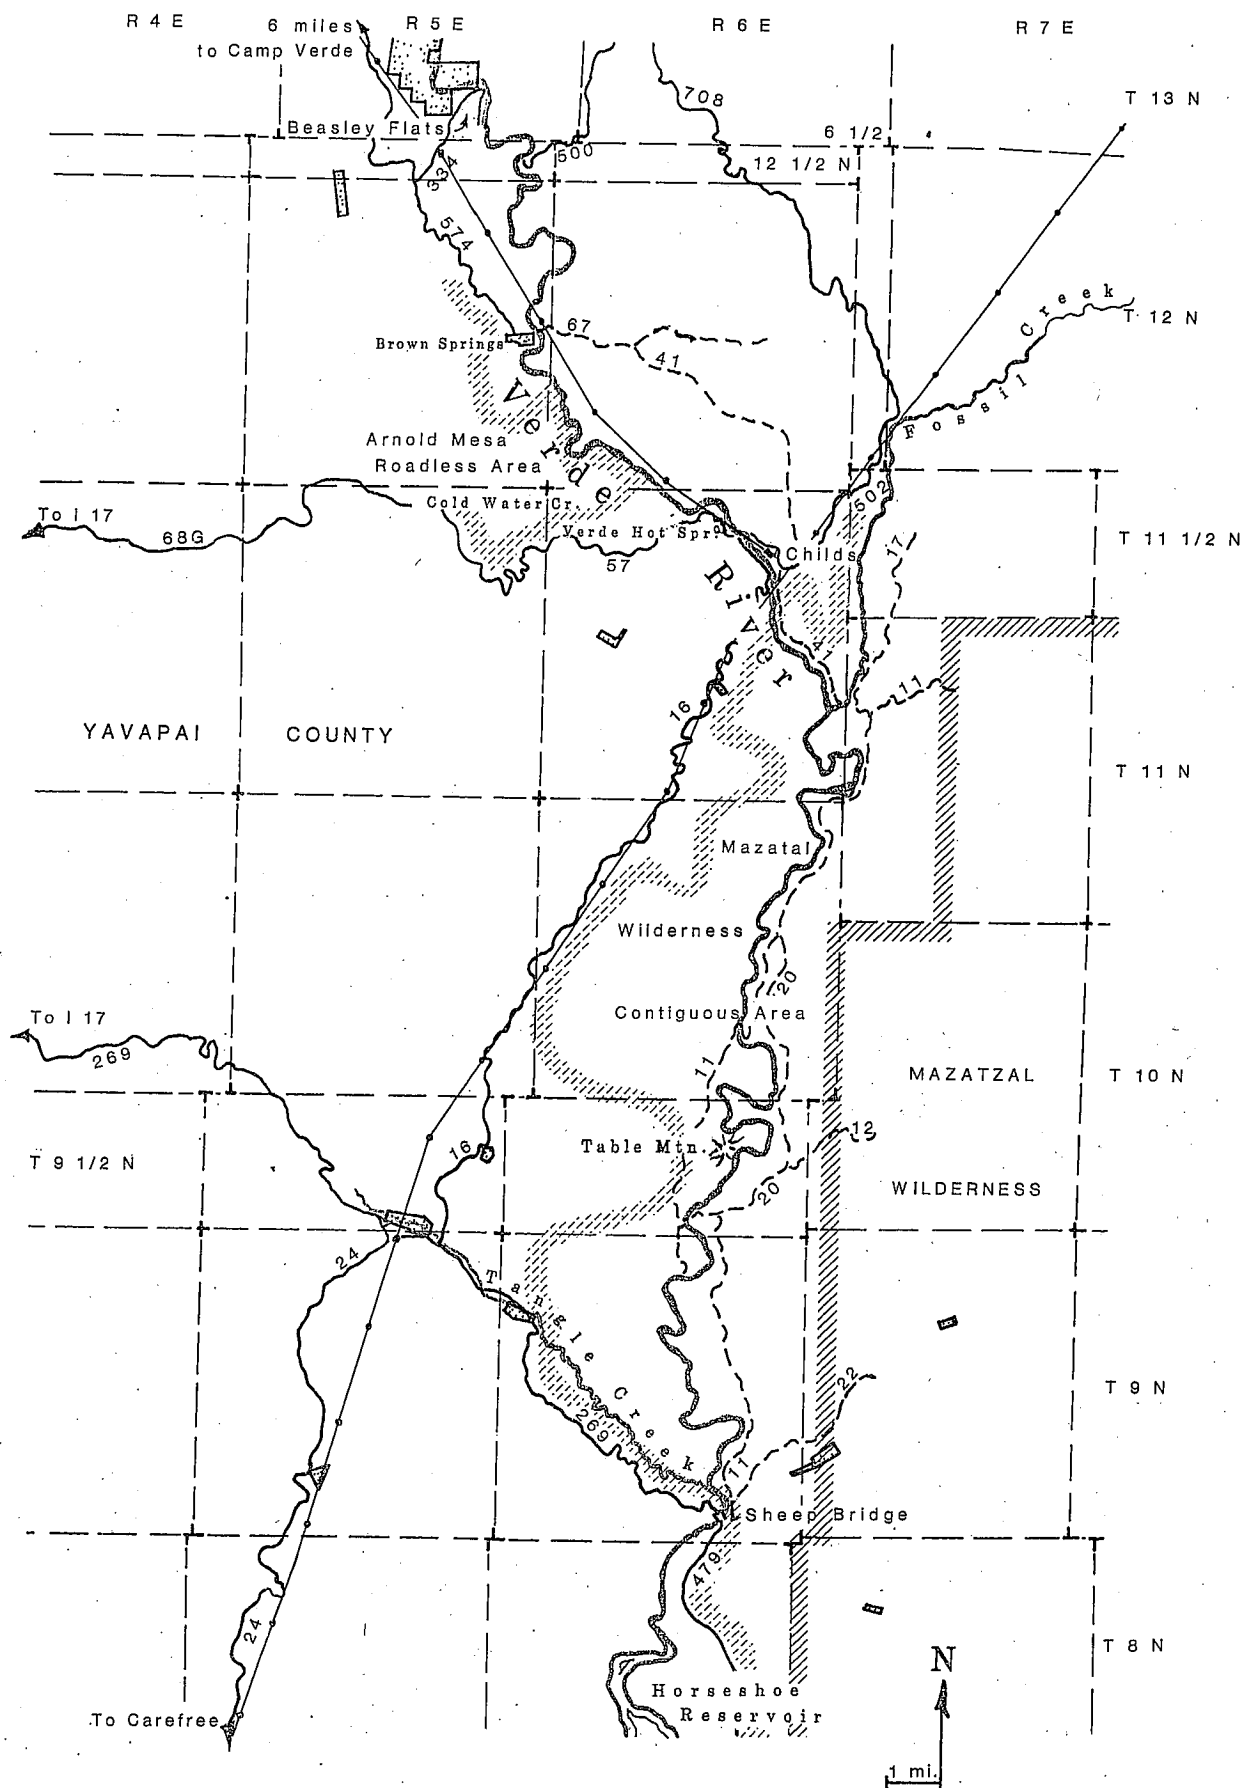 R 4 E
6 miles
R 5 E
R 6 E
R 7 E
to Camp Verde
708
T 13 N
Beasley Flats
6 1/2
500
12 1/2 N
334
574
Fossil Creek
T 12 N
67
Brown Springs
41
Verde River
Arnold Mesa
Roadless Area
Cold Water Cr.
502
To I 17
68G
Verde Hot Spr.
Childs
17
T 11 1/2 N
57
41
11
16
YAVAPAI COUNTY
T 11 N
Mazatal
Wilderness
20
Contiguous Area
To I 17
269
11
MAZATZAL
T 10 N
12
Table Mtn.
16
T 9 1/2 N
20
WILDERNESS
24
Tangle Creek
22
T 9 N
269
11
Sheep Bridge
479
24
T 8 N
N
Horseshoe
Reservoir
To Carefree
1 mi.